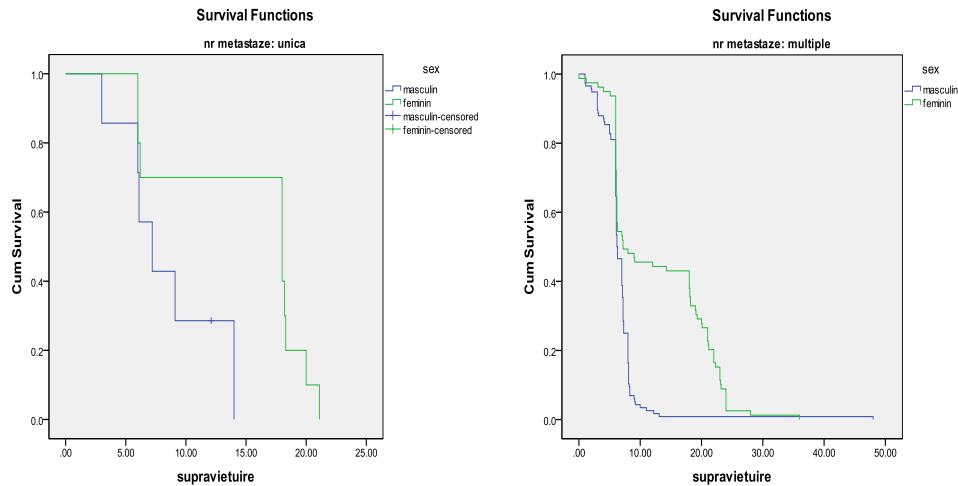 Survival Functions
nr metastaze: unica
sex
masculin
feminin
masculin-censored
feminin-censored
1.0
0.8
0.6
0.4
0.2
0.0
Cum Survival
.00 5.00 10.00 15.00 20.00 25.00
supravietuire
Survival Functions
nr metastaze: multiple
sex
masculin
feminin
1.0
0.8
0.6
0.4
0.2
0.0
Cum Survival
.00 10.00 20.00 30.00 40.00 50.00
supravietuire